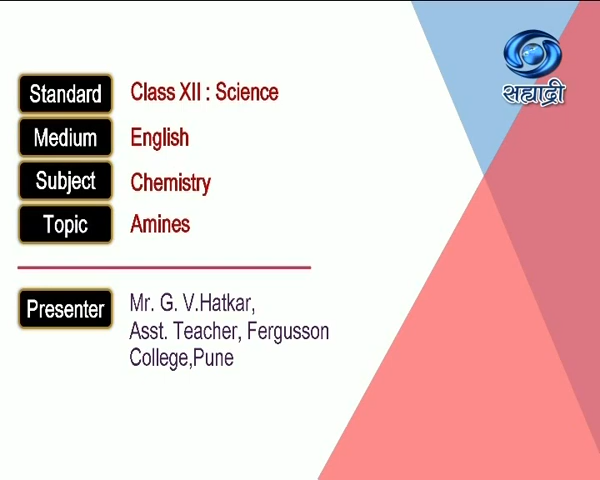 Standard Class XII : Science
Medium English
Subject Chemistry
Topic Amines
Presenter Mr. G. V.Hatkar,
Asst. Teacher, Fergusson
College,Pune
सह्याद्री